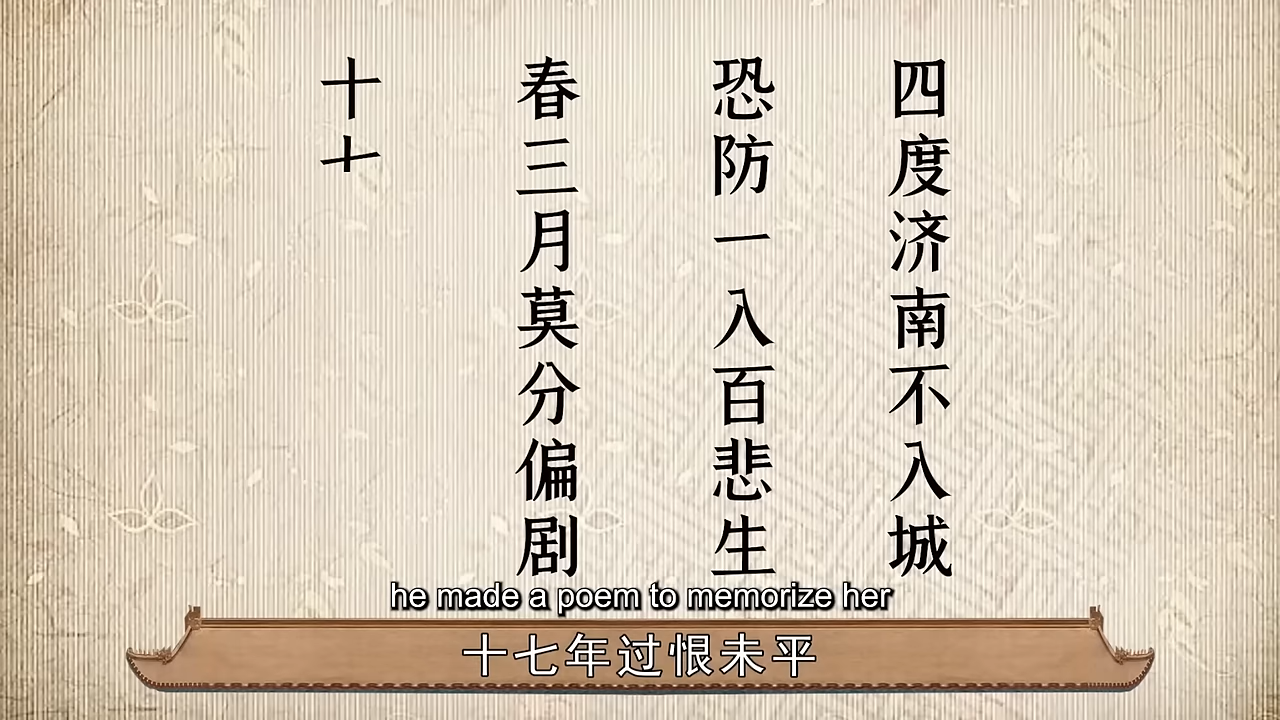 四度济南不入城
恐防一入百悲生
春三月莫分偏剧
十七
he made a poem to memorize her
十七年过恨未平